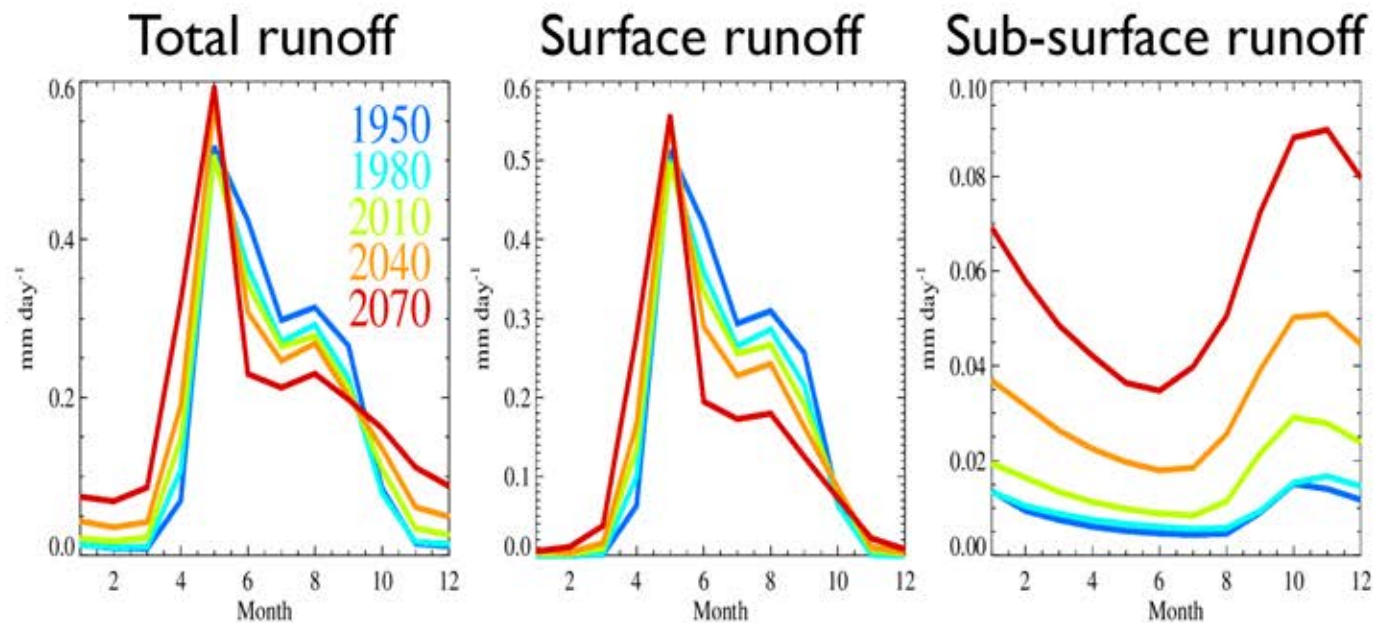 Total runoff
0.6
0.4
0.2
0.0
mm day⁻¹
2 4 6 8 10 12
Month
1950
1980
2010
2040
2070
Surface runoff
0.6
0.5
0.4
0.3
0.2
0.1
0.0
mm day⁻¹
2 4 6 8 10 12
Month
Sub-surface runoff
0.10
0.08
0.06
0.04
0.02
0.00
mm day⁻¹
2 4 6 8 10 12
Month